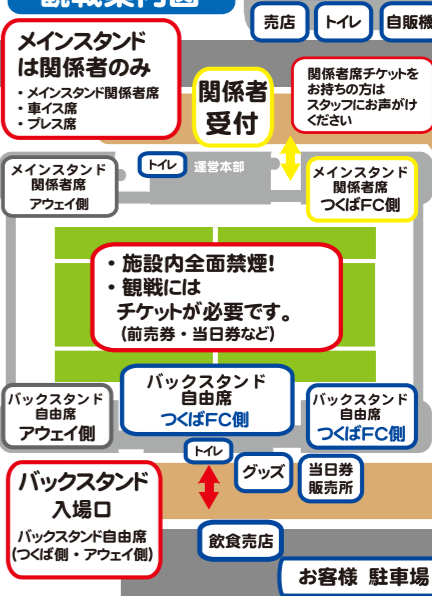 観戦案内図
売店
トイレ
自販機
メインスタンド
は関係者のみ
・メインスタンド関係者席
・車イス席
・プレス席
関係者
受付
関係者席チケットを
お持ちの方は
スタッフにお声がけ
ください
メインスタンド
関係者席
アウェイ側
トイレ
運営本部
メインスタンド
関係者席
つくばFC側
・施設内全面禁煙!
・観戦には
チケットが必要です。
(前売券・当日券など)
バックスタンド
自由席
アウェイ側
バックスタンド
自由席
つくばFC側
バックスタンド
自由席
つくばFC側
トイレ
グッズ
当日券
販売所
バックスタンド
入場口
バックスタンド自由席
(つくば側・アウェイ側)
飲食売店
お客様 駐車場